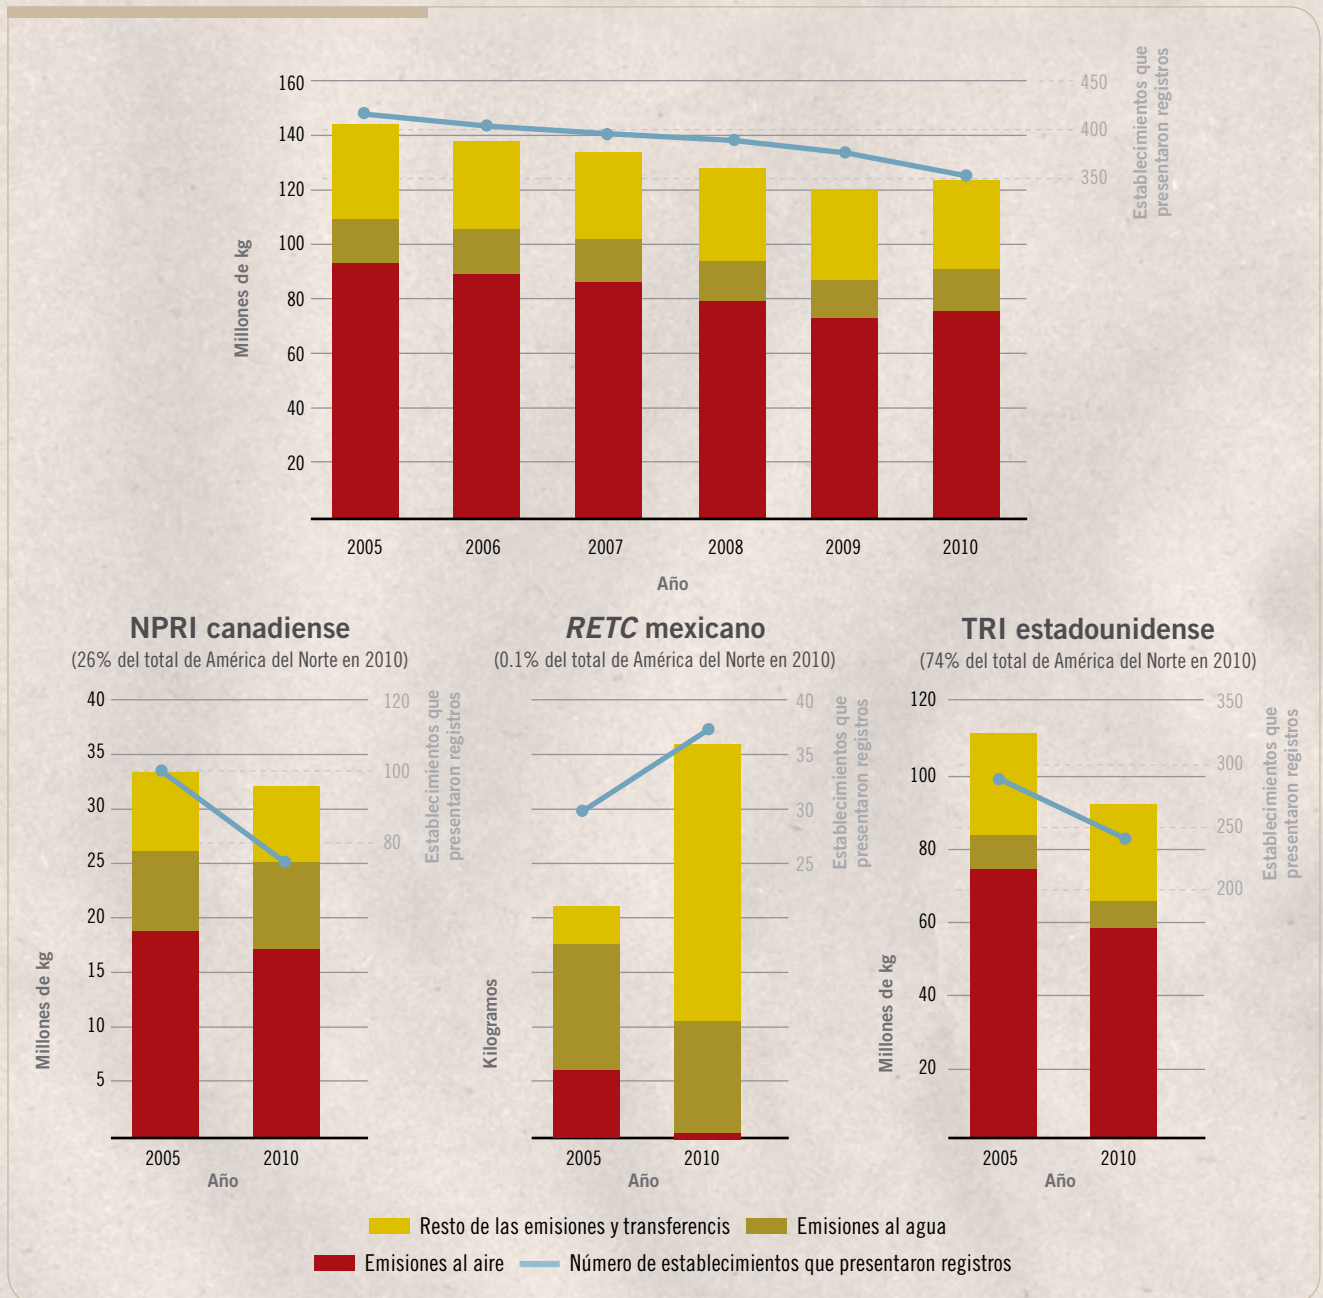 160
140
120
100
80
60
40
20
Millones de kg
450
400
350
Establecimientos que
presentaron registros
2005 2006 2007 2008 2009 2010
Año
NPRI canadiense
(26% del total de América del Norte en 2010)
40
35
30
25
20
15
10
5
Millones de kg
120
100
80
Establecimientos que
presentaron registros
2005 2010
Año
RETC mexicano
(0.1% del total de América del Norte en 2010)
Kilogramos
40
35
30
25
Establecimientos que
presentaron registros
2005 2010
Año
TRI estadounidense
(74% del total de América del Norte en 2010)
120
100
80
60
40
20
Millones de kg
350
300
250
200
Establecimientos que
presentaron registros
2005 2010
Año
Resto de las emisiones y transferencis Emisiones al agua
Emisiones al aire Número de establecimientos que presentaron registros